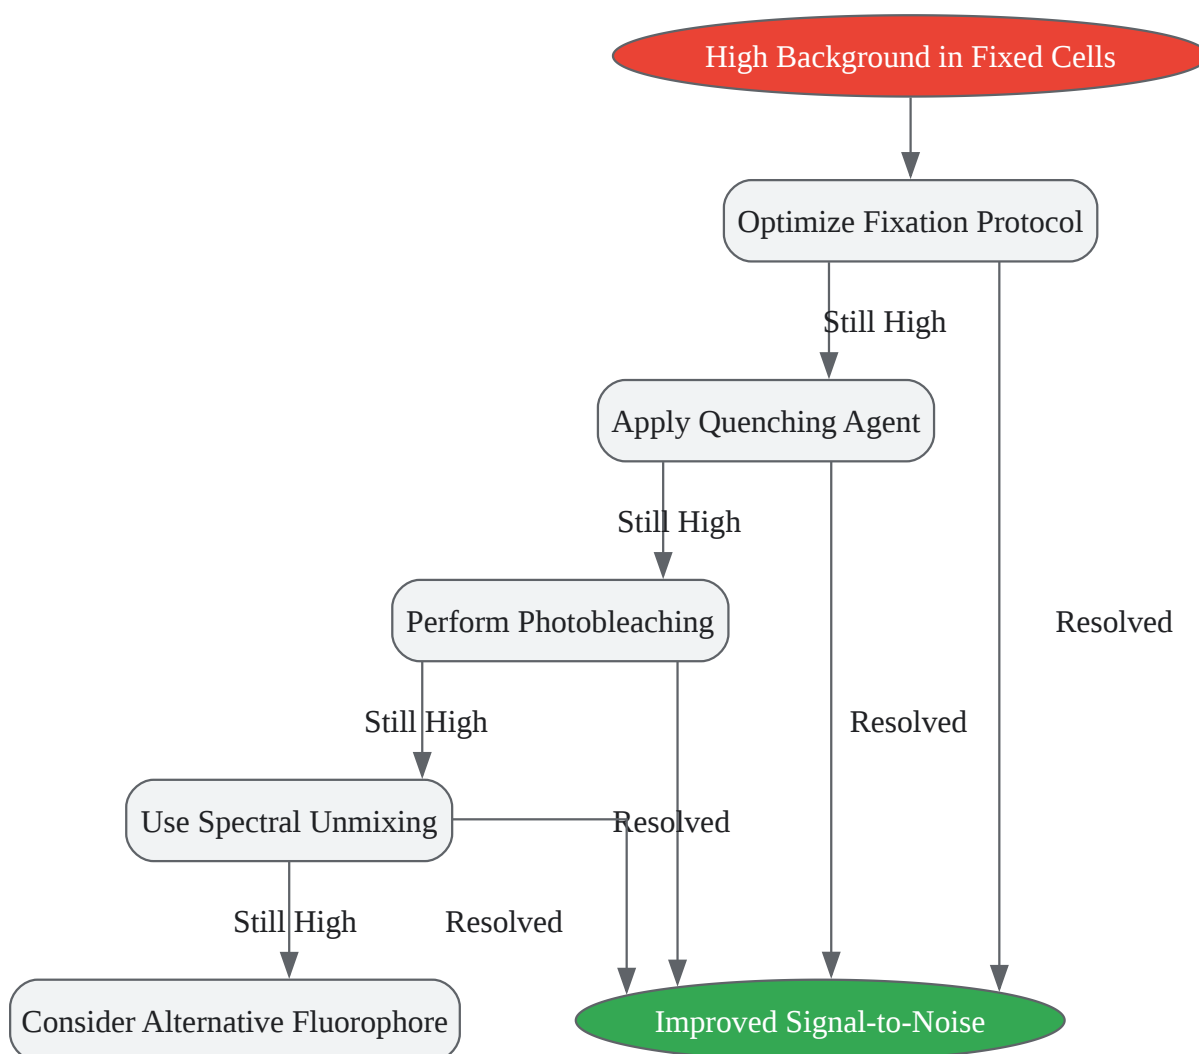 High Background in Fixed Cells
Optimize Fixation Protocol
Still High
Apply Quenching Agent
Still High
Perform Photobleaching
Resolved
Still High
Resolved
Use Spectral Unmixing
Resolved
Still High
Resolved
Consider Alternative Fluorophore
Improved Signal-to-Noise